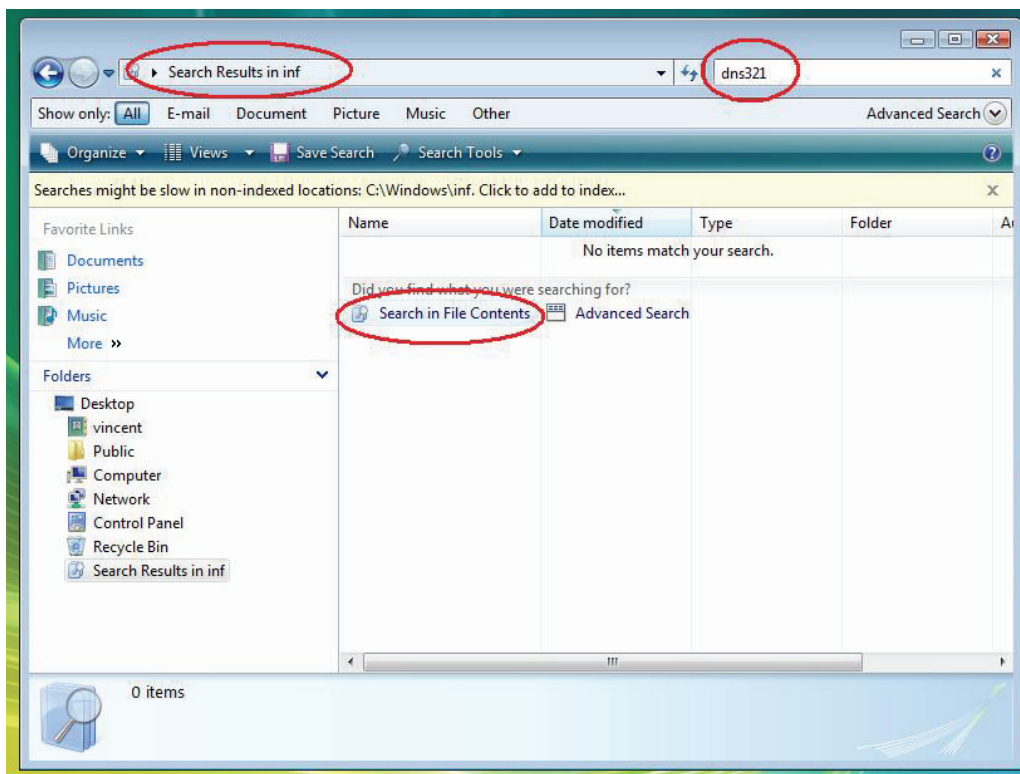 Search Results in inf
dns321
Show only: All E-mail Document Picture Music Other Advanced Search
Organize Views Save Search Search Tools
Searches might be slow in non-indexed locations: C:\Windows\inf. Click to add to index...
Favorite Links
Documents
Pictures
Music
More »
Folders
Desktop
vincent
Public
Computer
Network
Control Panel
Recycle Bin
Search Results in inf
Name Date modified Type Folder
No items match your search.
Did you find what you were searching for?
Search in File Contents Advanced Search
0 items